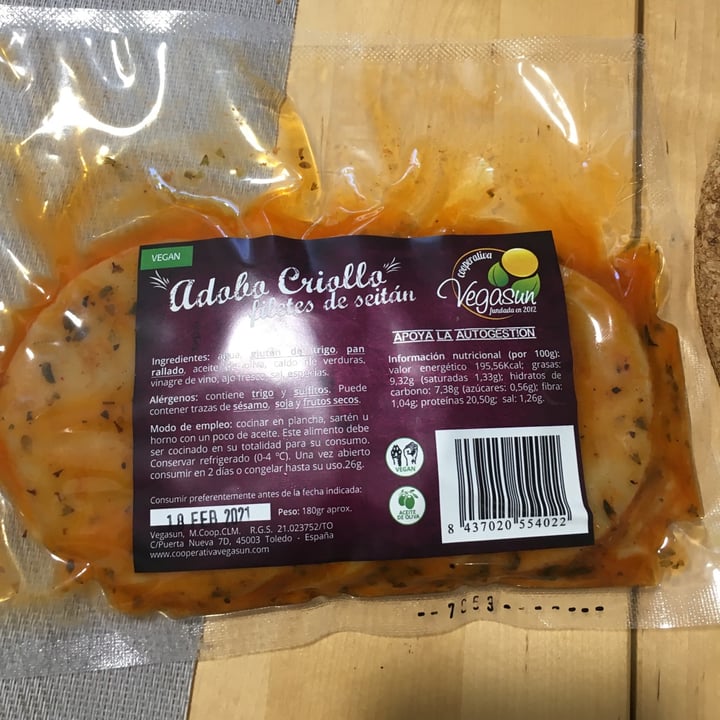 VEGAN
Adobo Criollo
filetes de seitán
cooperativa
Vegasun
fundada en 2012
APOYA LA AUTOGESTION
Ingredientes: agua, gluten de trigo, pan
rallado, aceite de oliva, caldo de verduras,
vinagre de vino, ajo fresco, sal, especias.
Alérgenos: contiene trigo y sulfitos. Puede
contener trazas de sésamo, soja y frutos secos.
Modo de empleo: cocinar en plancha, sartén u
horno con un poco de aceite. Este alimento debe
ser cocinado en su totalidad para su consumo.
Conservar refrigerado (0-4 ºC). Una vez abierto
consumir en 2 días o congelar hasta su uso.26g.
Consumir preferentemente antes de la fecha indicada:
18 FEB 2021
Peso: 180gr aprox.
Vegasun, M.Coop.CLM. R.G.S. 21.023752/TO
C/Puerta Nueva 7D, 45003 Toledo - España
www.cooperativavegasun.com
Información nutricional (por 100g):
valor energético 195,56Kcal; grasas:
9,32g (saturadas 1,33g); hidratos de
carbono: 7,38g (azúcares: 0,56g); fibra:
1,04g; proteínas 20,50g; sal: 1,26g.
VEGAN
ACEITE
DE OLIVA
8 437020 554022